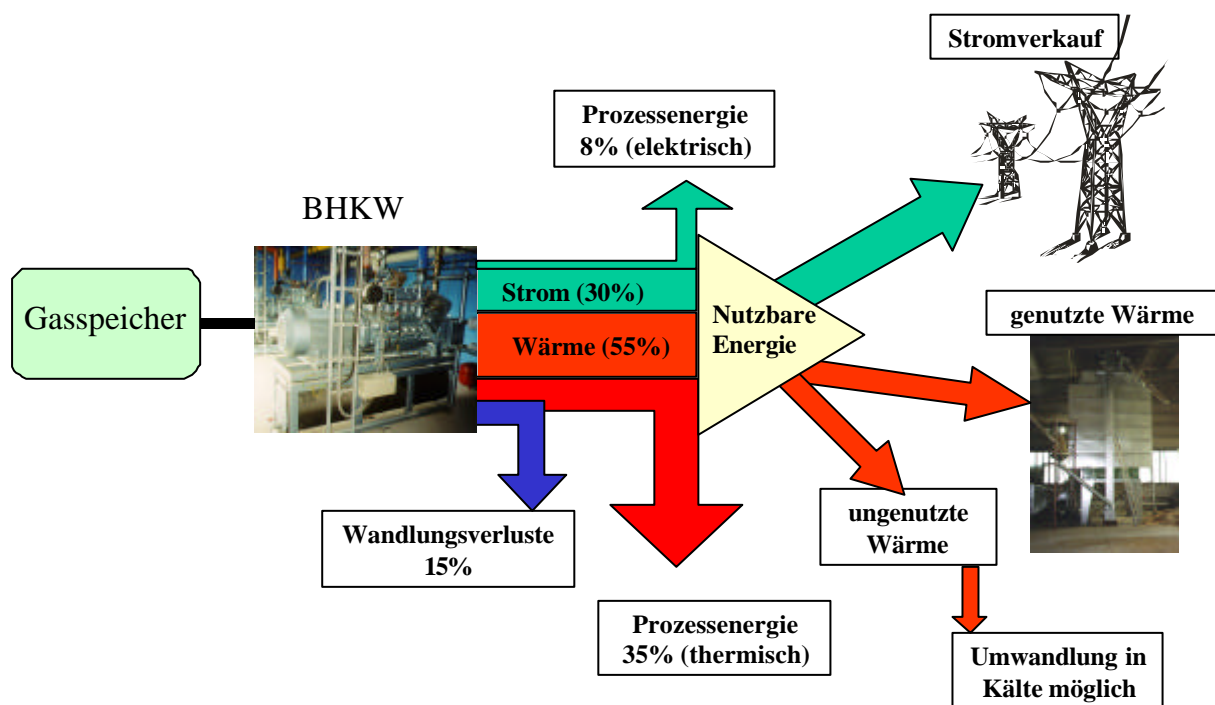 Stromverkauf
Prozessenergie
8% (elektrisch)
BHKW
Gasspeicher
Strom (30%)
Wärme (55%)
Nutzbare
Energie
genutzte Wärme
Wandlungsverluste
15%
ungenutzte
Wärme
Prozessenergie
35% (thermisch)
Umwandlung in
Kälte möglich